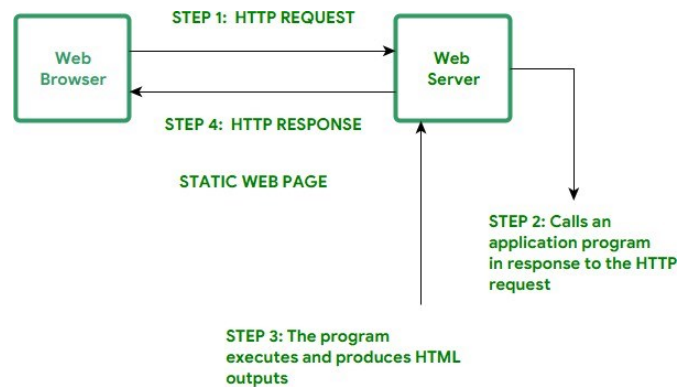 STEP 1: HTTP REQUEST
Web
Browser
Web
Server
STEP 4: HTTP RESPONSE
STATIC WEB PAGE
STEP 2: Calls an
application program
in response to the HTTP
request
STEP 3: The program
executes and produces HTML
outputs